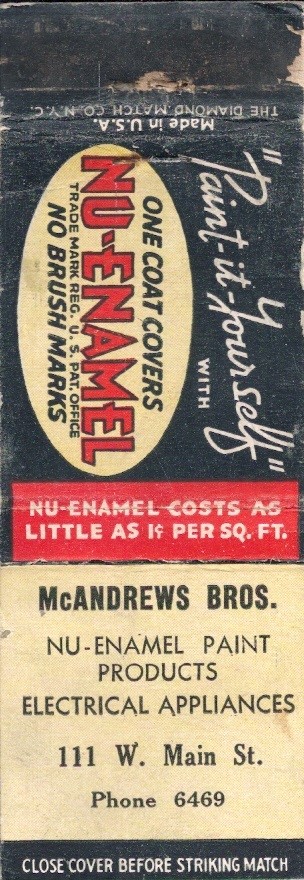 THE DIAMOND MATCH CO. N.Y.C.
Made in U.S.A.
"Paint-it-Yourself"
WITH
ONE COAT COVERS
NU-ENAMEL
TRADE MARK REG. U. S. PAT. OFFICE
NO BRUSH MARKS
NU-ENAMEL COSTS AS
LITTLE AS 1¢ PER SQ. FT.
McANDREWS BROS.
NU-ENAMEL PAINT
PRODUCTS
ELECTRICAL APPLIANCES
111 W. Main St.
Phone 6469
CLOSE COVER BEFORE STRIKING MATCH